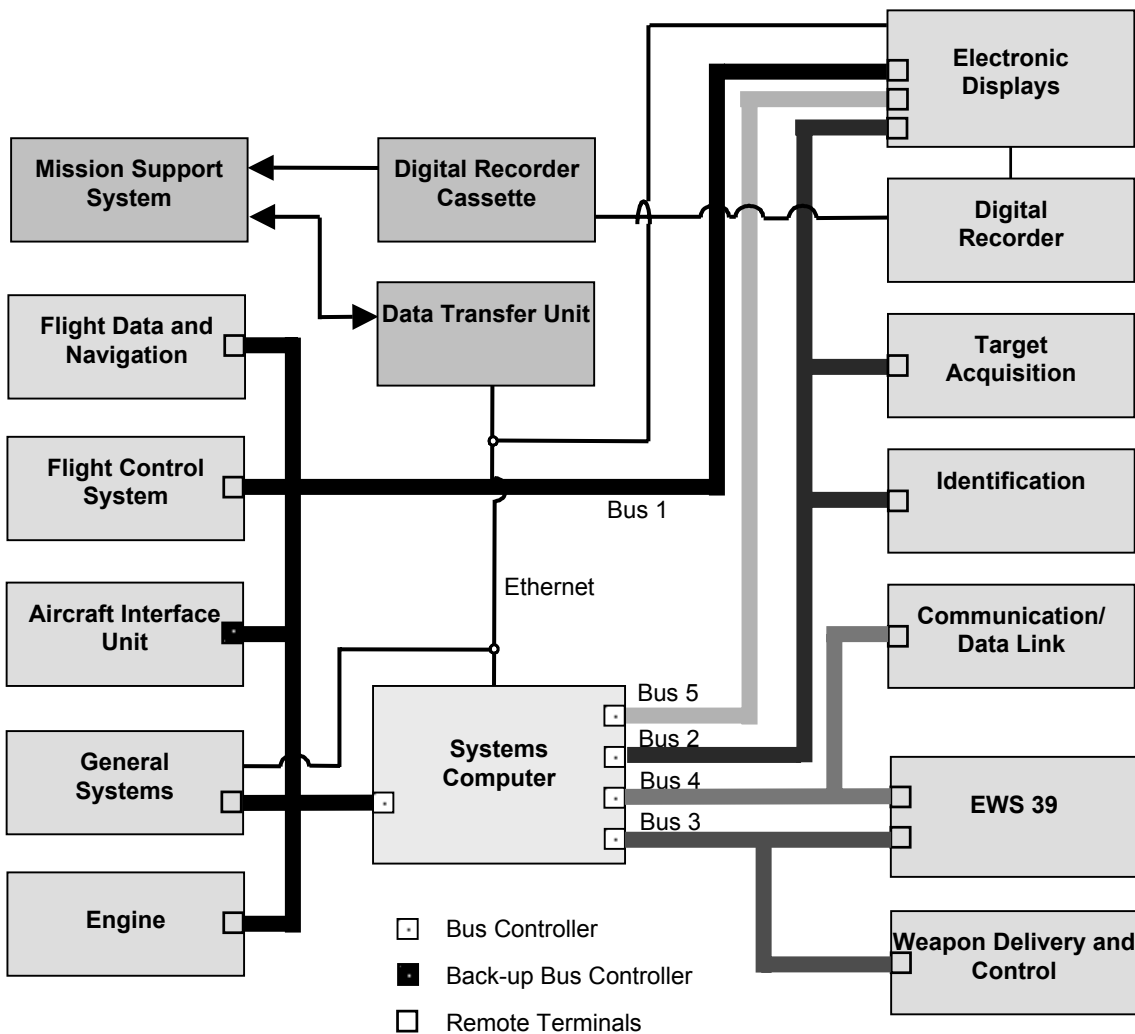 Electronic
Displays
Mission Support
System
Digital Recorder
Cassette
Digital
Recorder
Data Transfer Unit
Flight Data and
Navigation
Target
Acquisition
Flight Control
System
Identification
Bus 1
Ethernet
Aircraft Interface
Unit
Communication/
Data Link
Bus 5
Systems
Computer
Bus 2
General
Systems
Bus 4
Bus 3
EWS 39
Engine
Bus Controller
Weapon Delivery and
Control
Back-up Bus Controller
Remote Terminals